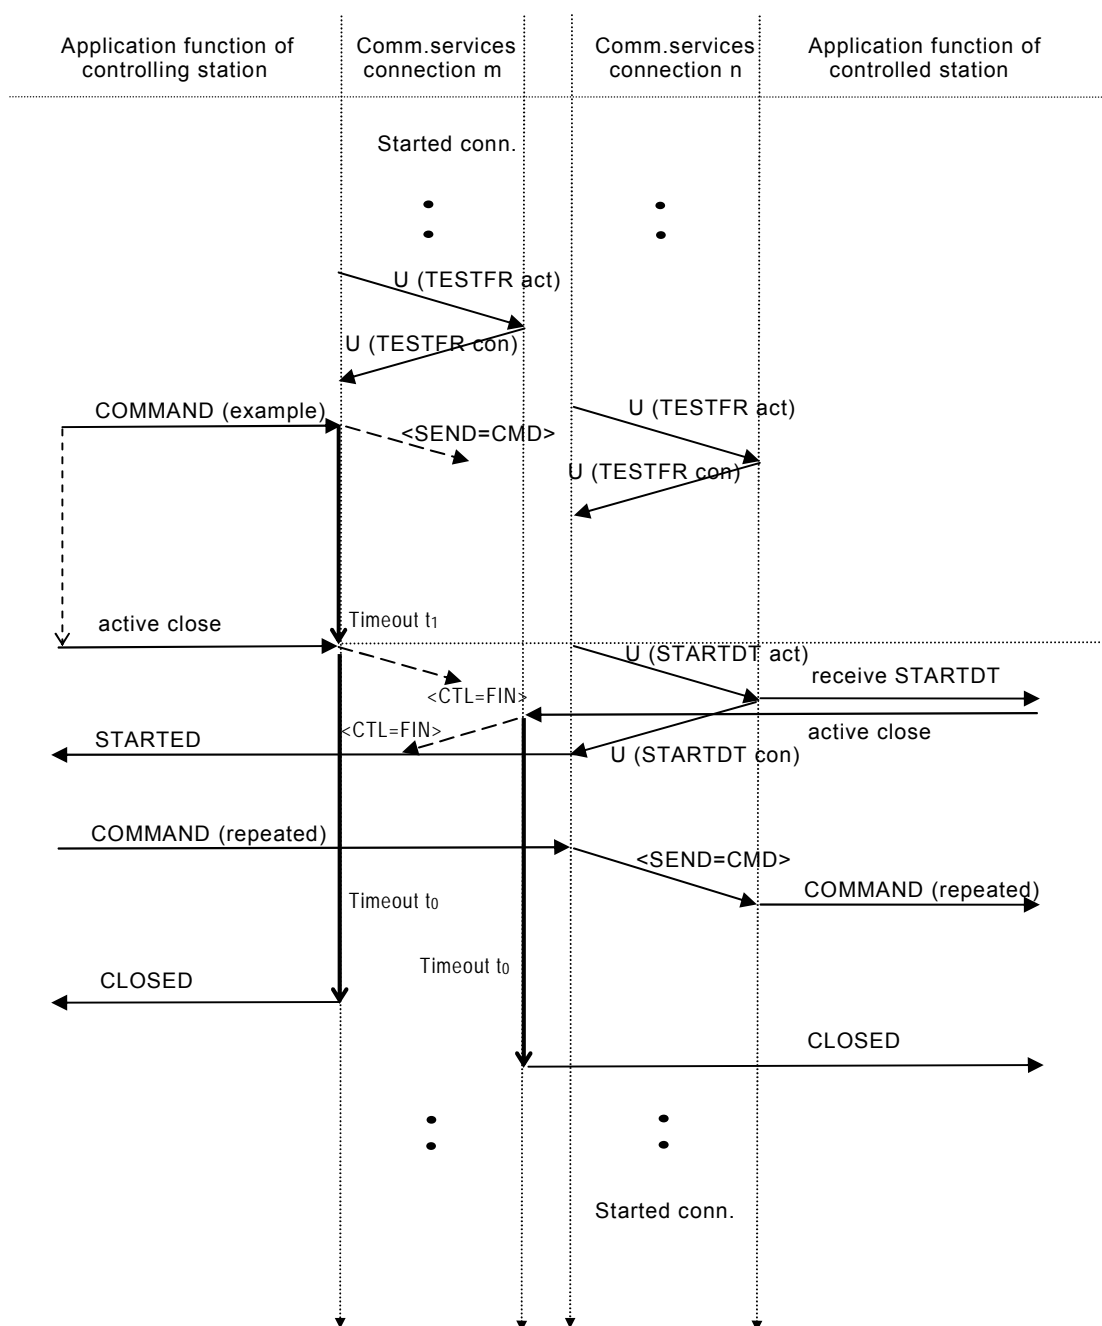 Application function of
controlling station
Comm.services
connection m
Comm.services
connection n
Application function of
controlled station
Started conn.
U (TESTFR act)
U (TESTFR con)
COMMAND (example)
<SEND=CMD>
U (TESTFR act)
U (TESTFR con)
active close
Timeout t1
U (STARTDT act)
receive STARTDT
<CTL=FIN>
<CTL=FIN>
active close
STARTED
U (STARTDT con)
COMMAND (repeated)
<SEND=CMD>
COMMAND (repeated)
Timeout t0
Timeout t0
CLOSED
CLOSED
Started conn.